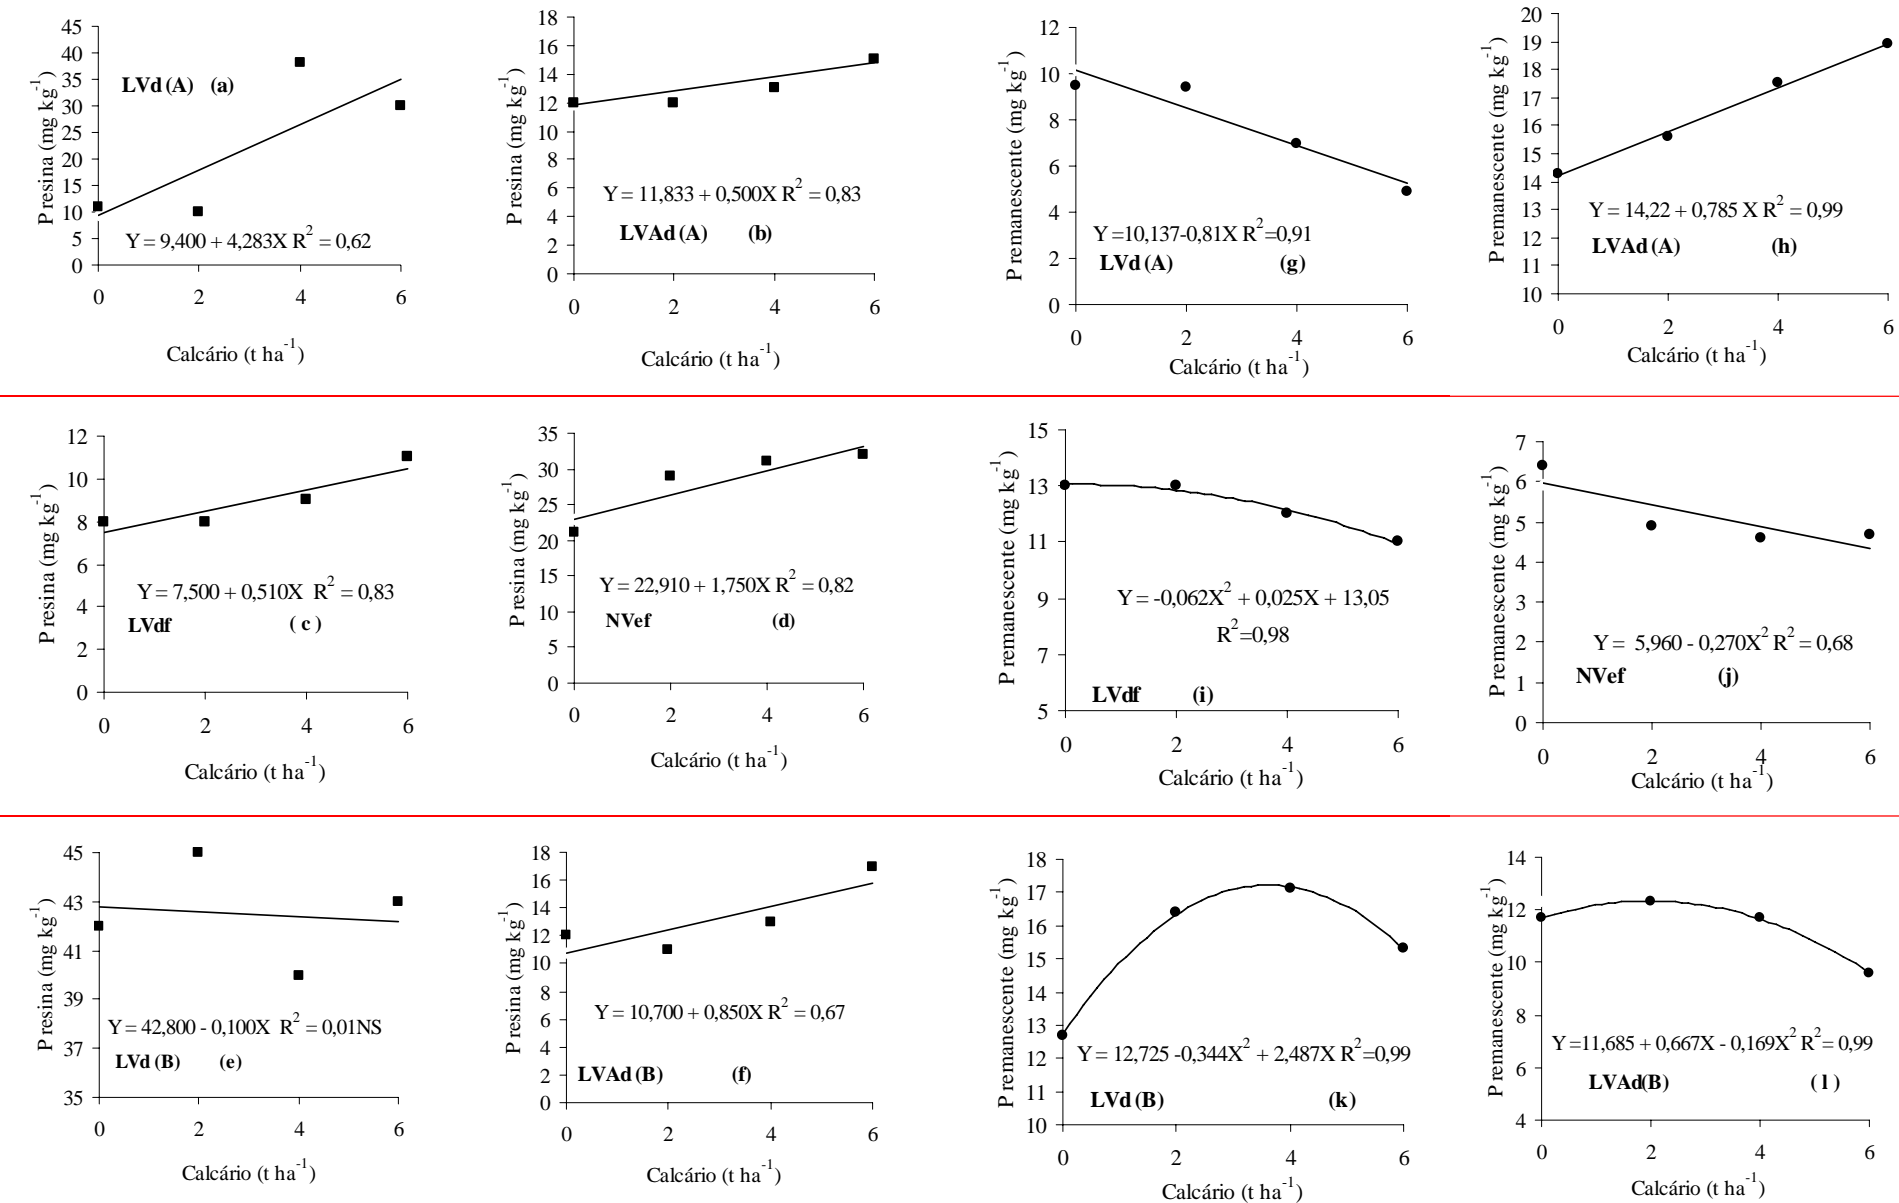 45
40
35
30
25
20
15
10
5
0
P resina (mg kg-1)
LVd (A) (a)
Y = 9,400 + 4,283X R2 = 0,62
0 2 4 6
Calcário (t ha-1)
18
16
14
12
10
8
6
4
2
0
P resina (mg kg-1)
Y = 11,833 + 0,500X R2 = 0,83
LVAd (A) (b)
0 2 4 6
Calcário (t ha-1)
12
10
8
6
4
2
0
P remanescente (mg kg-1)
Y =10,137-0,81X R2=0,91
LVd (A) (g)
0 2 4 6
Calcário (t ha-1)
20
19
18
17
16
15
14
13
12
11
10
P remanescente (mg kg-1)
Y = 14,22 + 0,785 X R2 = 0,99
LVAd (A) (h)
0 2 4 6
Calcário (t ha-1)
12
10
8
6
4
2
0
P resina (mg kg-1)
Y = 7,500 + 0,510X R2 = 0,83
LVdf ( c )
0 2 4 6
Calcário (t ha-1)
35
30
25
20
15
10
5
0
P resina (mg kg-1)
Y = 22,910 + 1,750X R2 = 0,82
NVef (d)
0 2 4 6
Calcário (t ha-1)
15
13
11
9
7
5
P remanescente (mg kg-1)
Y = -0,062X2 + 0,025X + 13,05
R2=0,98
LVdf (i)
0 2 4 6
Calcário (t ha-1)
7
6
5
4
3
2
1
0
P remanescente (mg kg-1)
Y = 5,960 - 0,270X2 R2 = 0,68
NVef (j)
0 2 4 6
Calcário (t ha-1)
45
43
41
39
37
35
P resina (mg kg-1)
Y = 42,800 - 0,100X R2 = 0,01NS
LVd (B) (e)
0 2 4 6
Calcário (t ha-1)
18
16
14
12
10
8
6
4
2
0
P resina (mg kg-1)
Y = 10,700 + 0,850X R2 = 0,67
LVAd (B) (f)
0 2 4 6
Calcário (t ha-1)
18
17
16
15
14
13
12
11
10
P remanescente (mg kg-1)
Y = 12,725 -0,344X2 + 2,487X R2=0,99
LVd (B) (k)
0 2 4 6
Calcário (t ha-1)
14
12
10
8
6
4
P remanescente (mg kg-1)
Y =11,685 + 0,667X - 0,169X2 R2 = 0,99
LVAd(B) ( l )
0 2 4 6
Calcário (t ha-1)